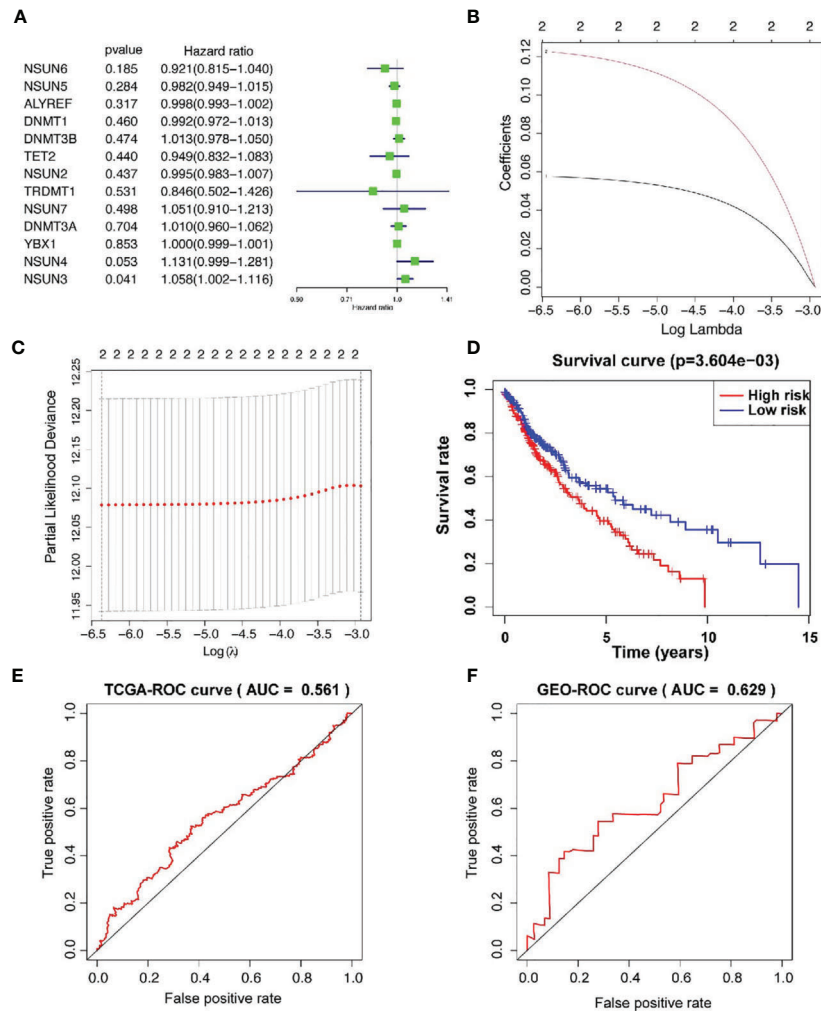 A
pvalue Hazard ratio
NSUN6 0.185 0.921(0.815−1.040)
NSUN5 0.284 0.982(0.949−1.015)
ALYREF 0.317 0.998(0.993−1.002)
DNMT1 0.460 0.992(0.972−1.013)
DNMT3B 0.474 1.013(0.978−1.050)
TET2 0.440 0.949(0.832−1.083)
NSUN2 0.437 0.995(0.983−1.007)
TRDMT1 0.531 0.846(0.502−1.426)
NSUN7 0.498 1.051(0.910−1.213)
DNMT3A 0.704 1.010(0.960−1.062)
YBX1 0.853 1.000(0.999−1.001)
NSUN4 0.053 1.131(0.999−1.281)
NSUN3 0.041 1.058(1.002−1.116)
0.50 0.71 1.0 1.41
Hazard ratio
B
2 2 2 2 2 2 2 2
0.12
0.10
0.08
0.06
0.04
0.02
0.00
Coefficients
2
1
−6.5 −6.0 −5.5 −5.0 −4.5 −4.0 −3.5 −3.0
Log Lambda
C
2 2 2 2 2 2 2 2 2 2 2 2 2 2 2 2 2 2
12.25
12.20
12.15
12.10
12.05
12.00
11.95
Partial Likelihood Deviance
−6.5 −6.0 −5.5 −5.0 −4.5 −4.0 −3.5 −3.0
Log(λ)
D
Survival curve (p=3.604e−03)
High risk
Low risk
1.0
0.8
0.6
0.4
0.2
0.0
Survival rate
0 5 10 15
Time (years)
E
TCGA-ROC curve ( AUC = 0.561 )
1.0
0.8
0.6
0.4
0.2
0.0
True positive rate
0.0 0.2 0.4 0.6 0.8 1.0
False positive rate
F
GEO-ROC curve ( AUC = 0.629 )
1.0
0.8
0.6
0.4
0.2
0.0
True positive rate
0.0 0.2 0.4 0.6 0.8 1.0
False positive rate